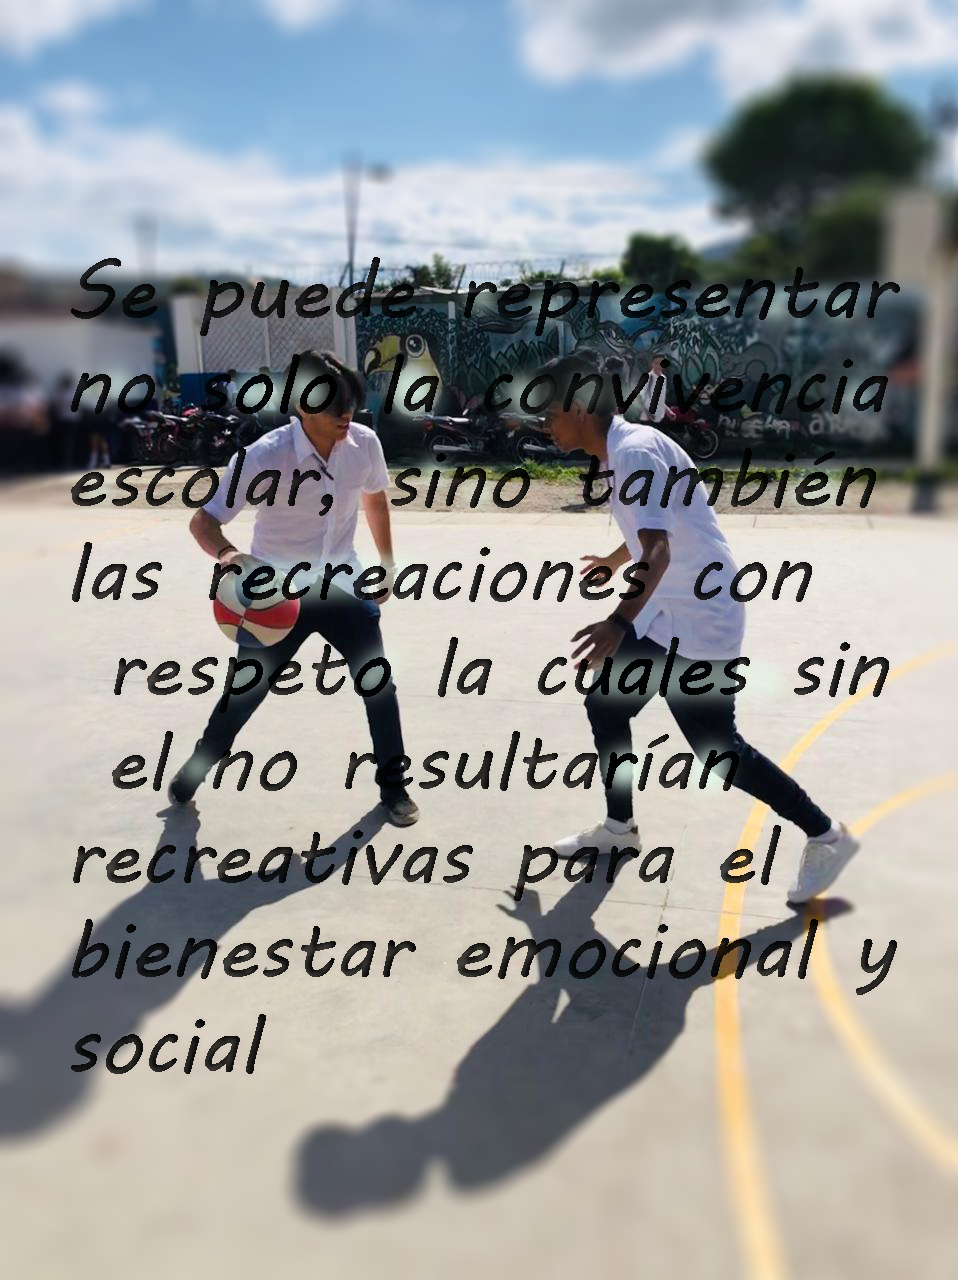 Se puede representar
no solo la convivencia
escolar, sino también
las recreaciones con
respeto la cuales sin
el no resultarían
recreativas para el
bienestar emocional y
social